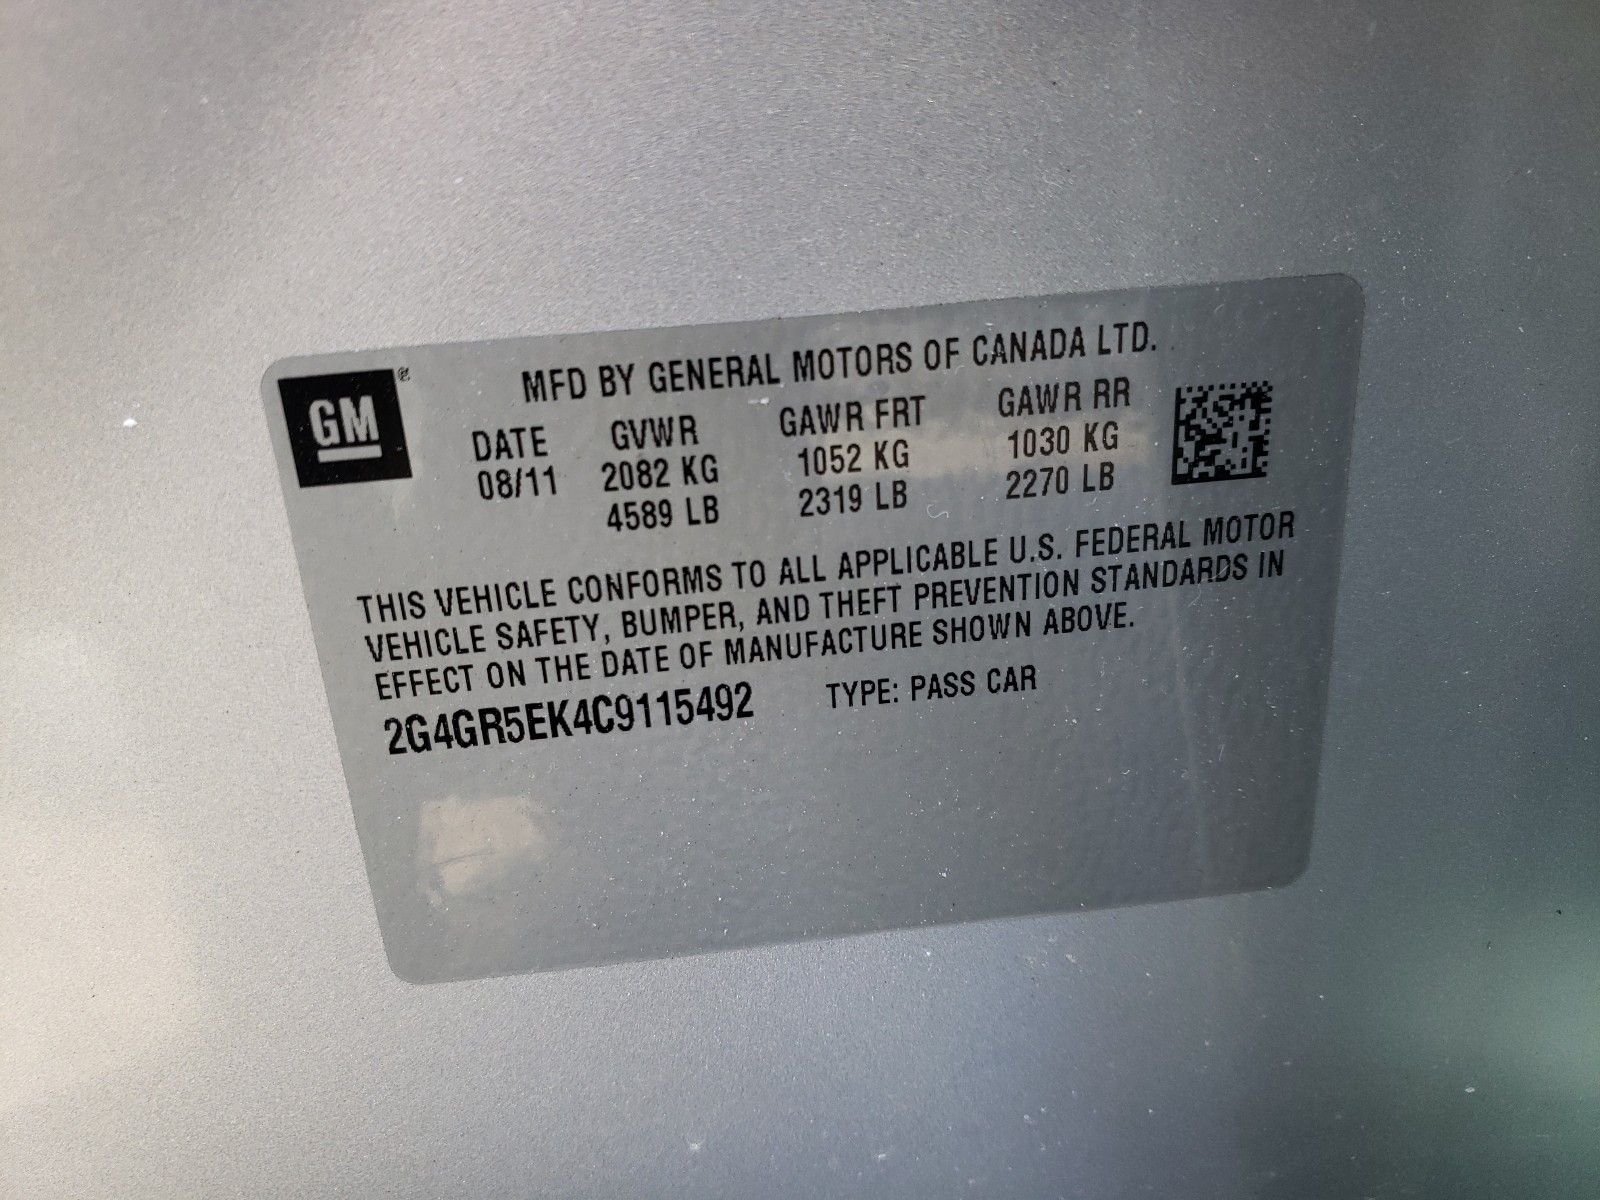 GM
MFD BY GENERAL MOTORS OF CANADA LTD.
DATE GVWR GAWR FRT GAWR RR
08/11 2082 KG 1052 KG 1030 KG
4589 LB 2319 LB 2270 LB
THIS VEHICLE CONFORMS TO ALL APPLICABLE U.S. FEDERAL MOTOR
VEHICLE SAFETY, BUMPER, AND THEFT PREVENTION STANDARDS IN
EFFECT ON THE DATE OF MANUFACTURE SHOWN ABOVE.
2G4GR5EK4C9115492 TYPE: PASS CAR